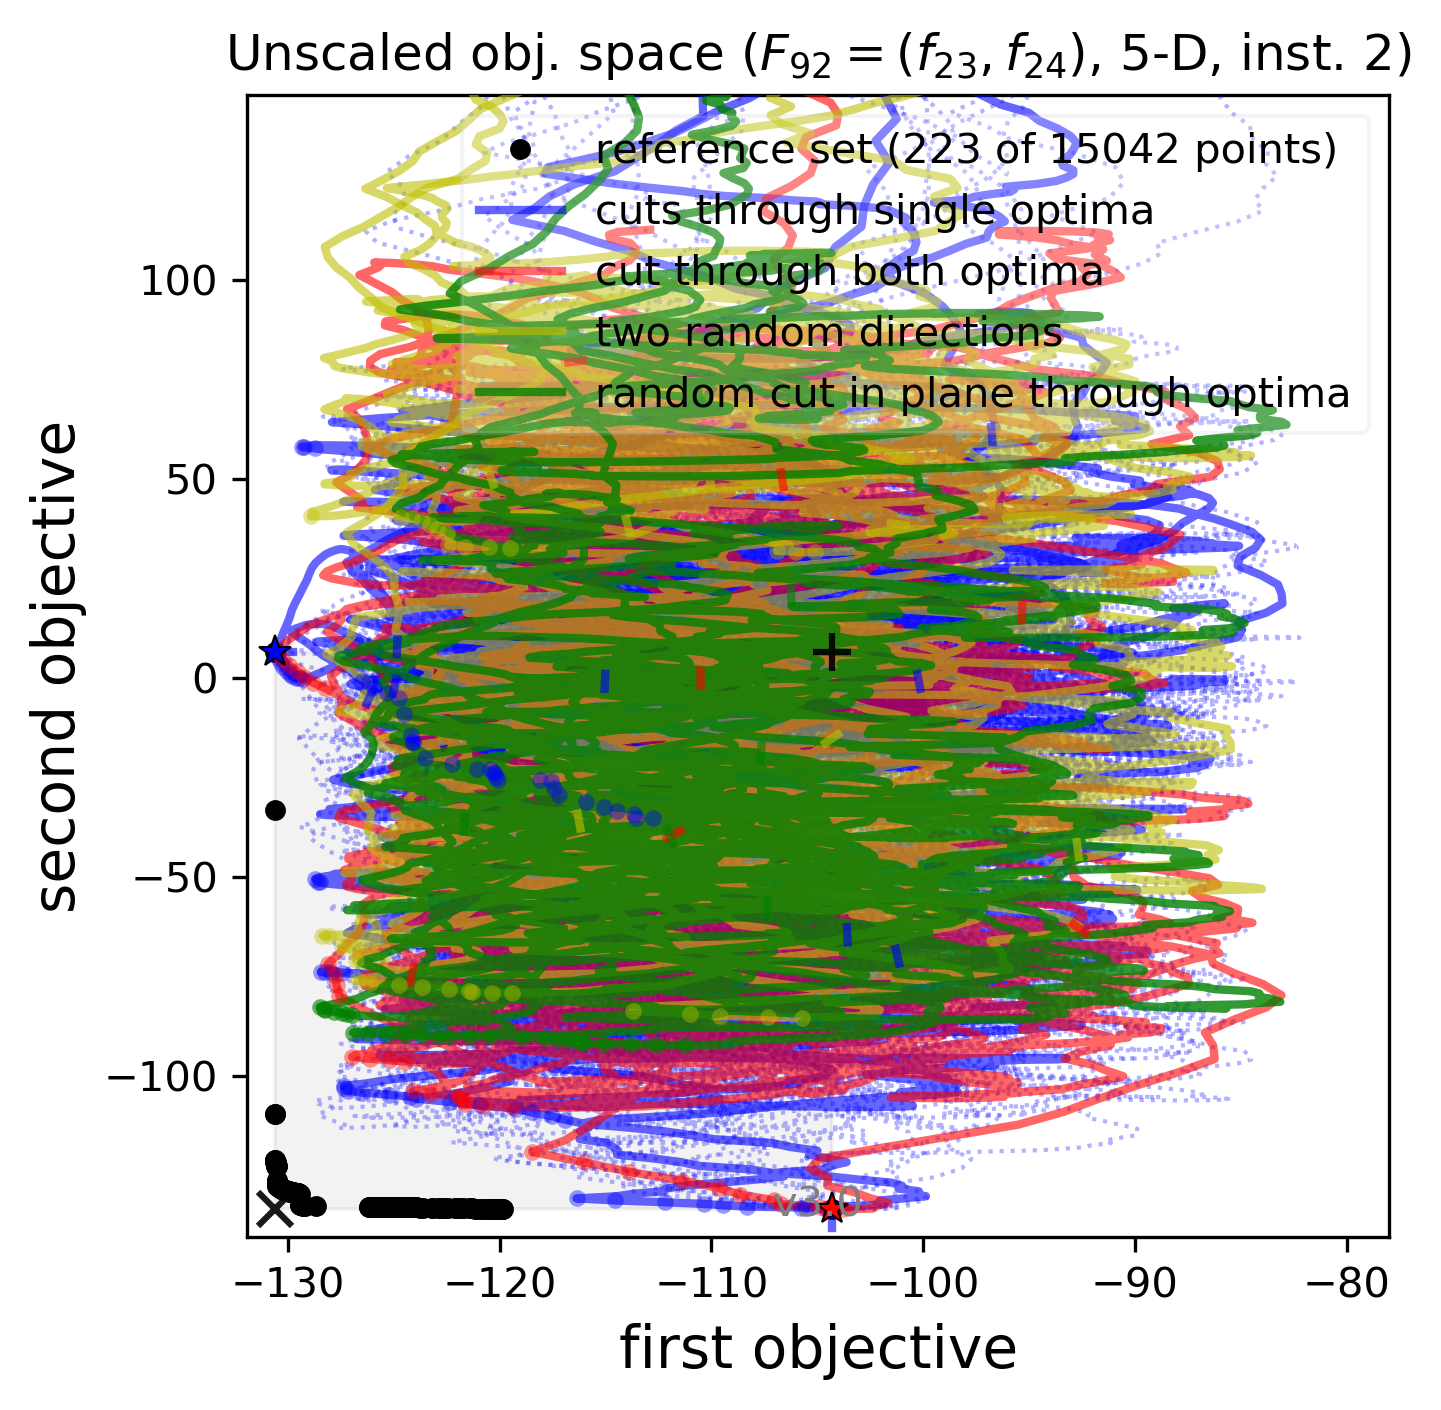 Unscaled obj. space (F92 = (f23, f24), 5-D, inst. 2)
reference set (223 of 15042 points)
cuts through single optima
cut through both optima
two random directions
random cut in plane through optima
second objective
100
50
0
−50
−100
v3.0
−130 −120 −110 −100 −90 −80
first objective